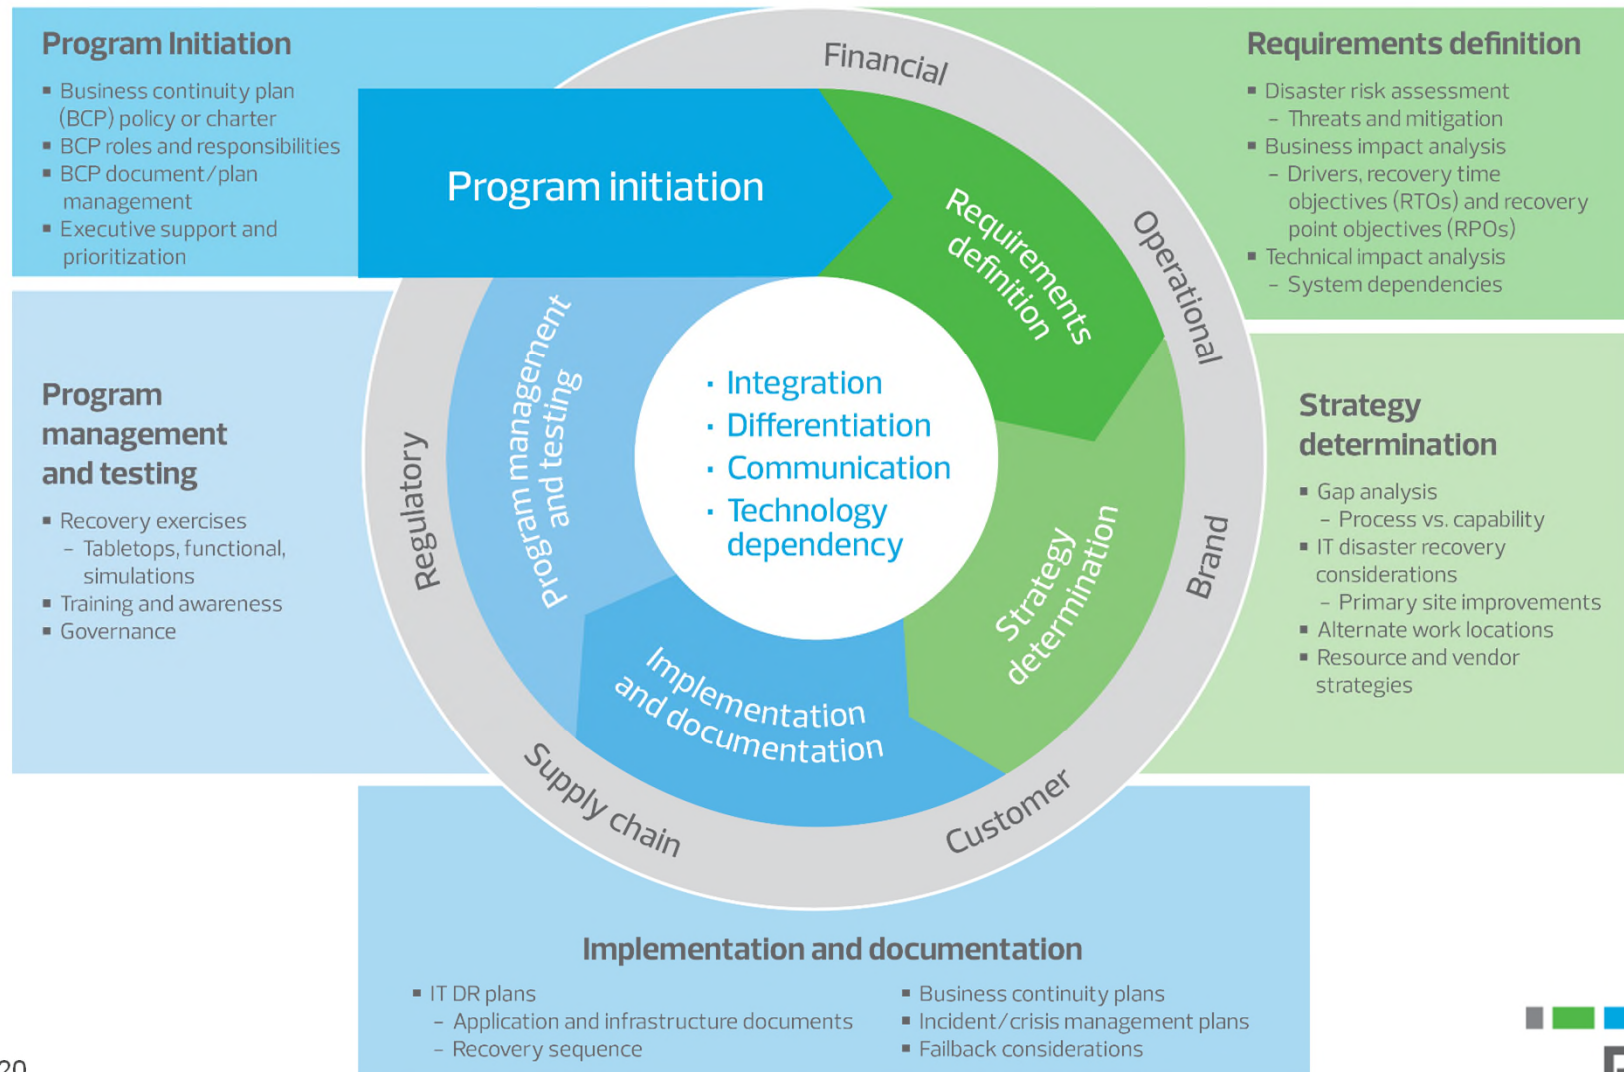 Program Initiation
▪ Business continuity plan
(BCP) policy or charter
▪ BCP roles and responsibilities
▪ BCP document/plan
management
▪ Executive support and
prioritization
Program
management
and testing
▪ Recovery exercises
– Tabletops, functional,
simulations
▪ Training and awareness
▪ Governance
Financial
Operational
Brand
Customer
Supply chain
Regulatory
Program initiation
Requirements
definition
Strategy
determination
Implementation
and documentation
Program management
and testing
· Integration
· Differentiation
· Communication
· Technology
dependency
Requirements definition
▪ Disaster risk assessment
– Threats and mitigation
▪ Business impact analysis
– Drivers, recovery time
objectives (RTOs) and recovery
point objectives (RPOs)
▪ Technical impact analysis
– System dependencies
Strategy
determination
▪ Gap analysis
– Process vs. capability
▪ IT disaster recovery
considerations
– Primary site improvements
▪ Alternate work locations
▪ Resource and vendor
strategies
Implementation and documentation
▪ IT DR plans
– Application and infrastructure documents
– Recovery sequence
▪ Business continuity plans
▪ Incident/crisis management plans
▪ Failback considerations